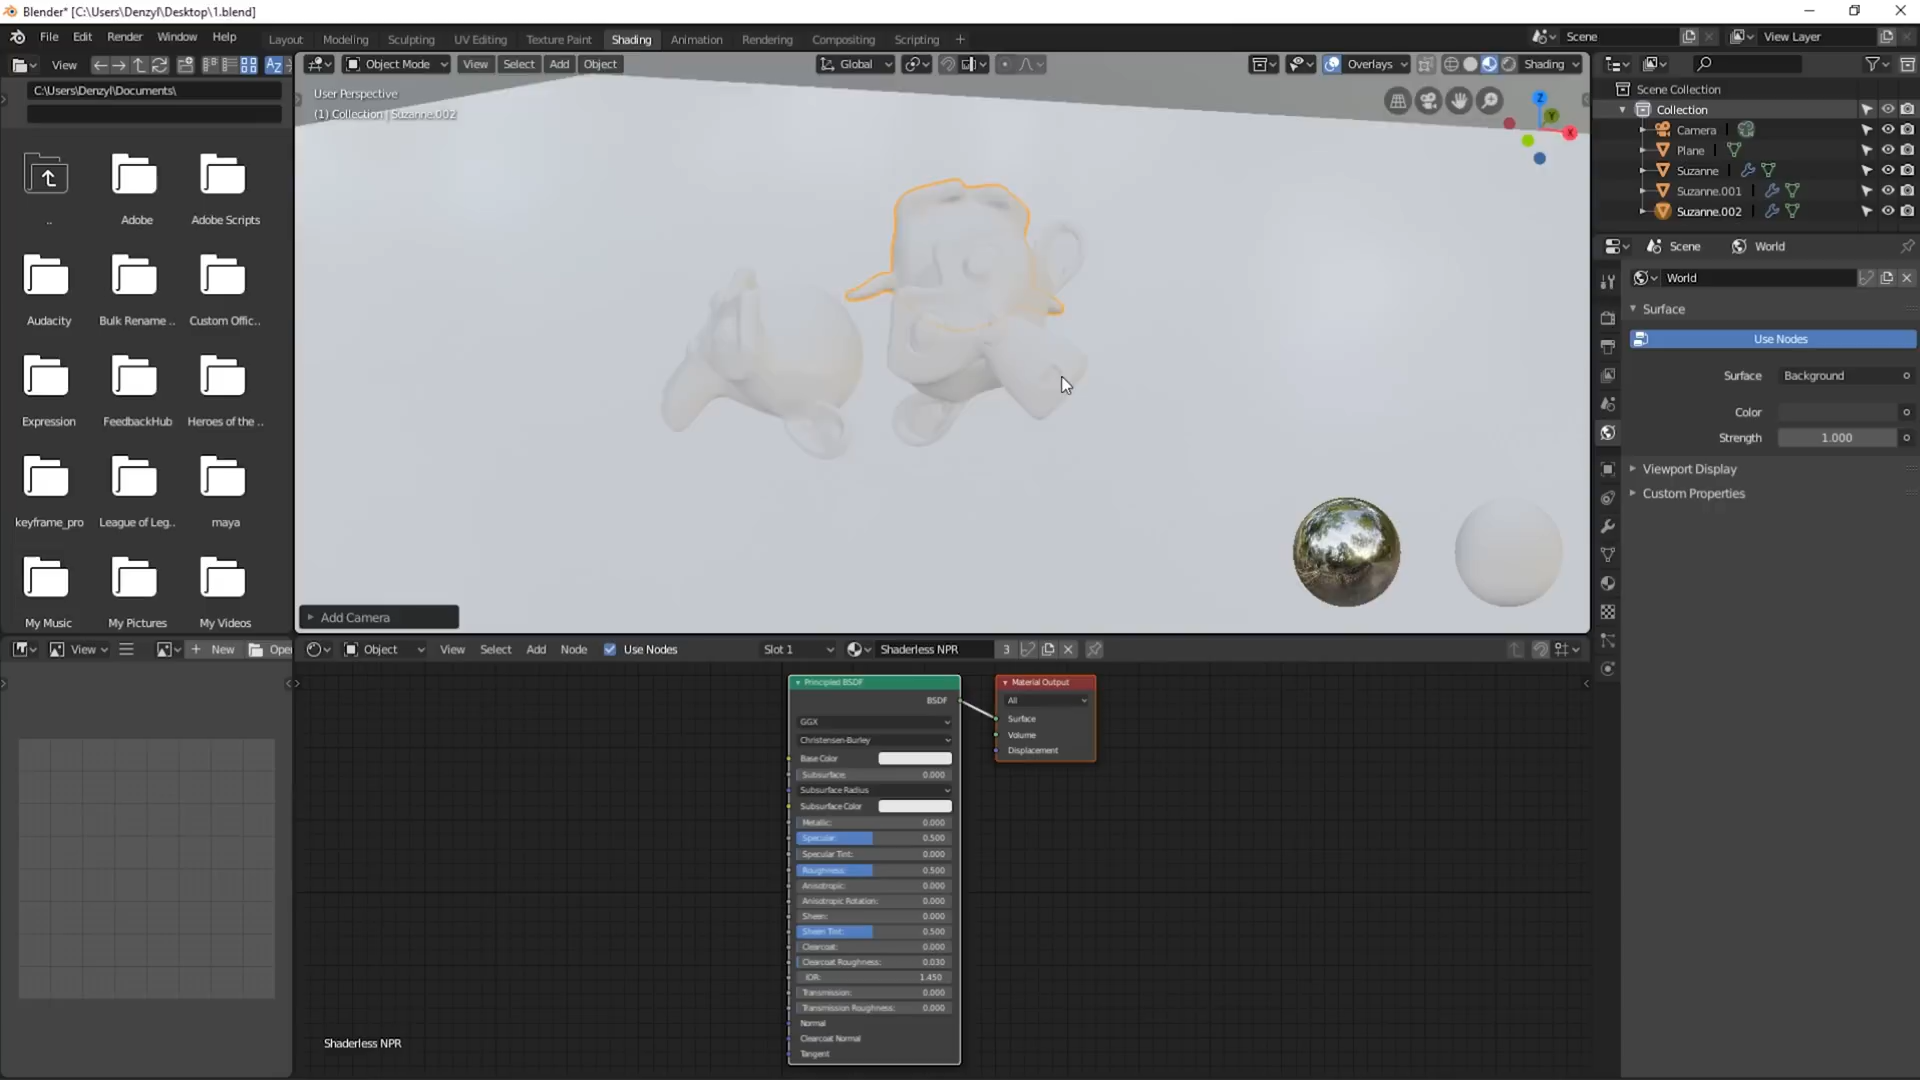 Blender* [C:\Users\Denzyl\Desktop\1.blend]
File Edit Render Window Help
Layout Modeling Sculpting UV Editing Texture Paint Shading Animation Rendering Compositing Scripting +
Scene View Layer
View
Object Mode View Select Add Object
Global
Overlays Shading
C:\Users\Denzyl\Documents\
User Perspective
(1) Collection | Suzanne.002
X
Y
Z
..
Adobe
Adobe Scripts
Audacity
Bulk Rename ..
Custom Offic..
Expression
FeedbackHub
Heroes of the ..
keyframe_pro
League of Leg..
maya
My Music
My Pictures
My Videos
Add Camera
Scene Collection
Collection
Camera
Plane
Suzanne
Suzanne.001
Suzanne.002
Scene World
World
Surface
Use Nodes
Surface Background
Color
Strength 1.000
Viewport Display
Custom Properties
View + New Open
Object View Select Add Node Use Nodes Slot 1 Shaderless NPR 3
Principled BSDF
BSDF
GGX
Christensen-Burley
Base Color
Subsurface: 0.000
Subsurface Radius
Subsurface Color
Metallic: 0.000
Specular: 0.500
Specular Tint: 0.000
Roughness: 0.500
Anisotropic: 0.000
Anisotropic Rotation: 0.000
Sheen: 0.000
Sheen Tint: 0.500
Clearcoat: 0.000
Clearcoat Roughness: 0.030
IOR: 1.450
Transmission: 0.000
Transmission Roughness: 0.000
Normal
Clearcoat Normal
Tangent
Material Output
All
Surface
Volume
Displacement
Shaderless NPR